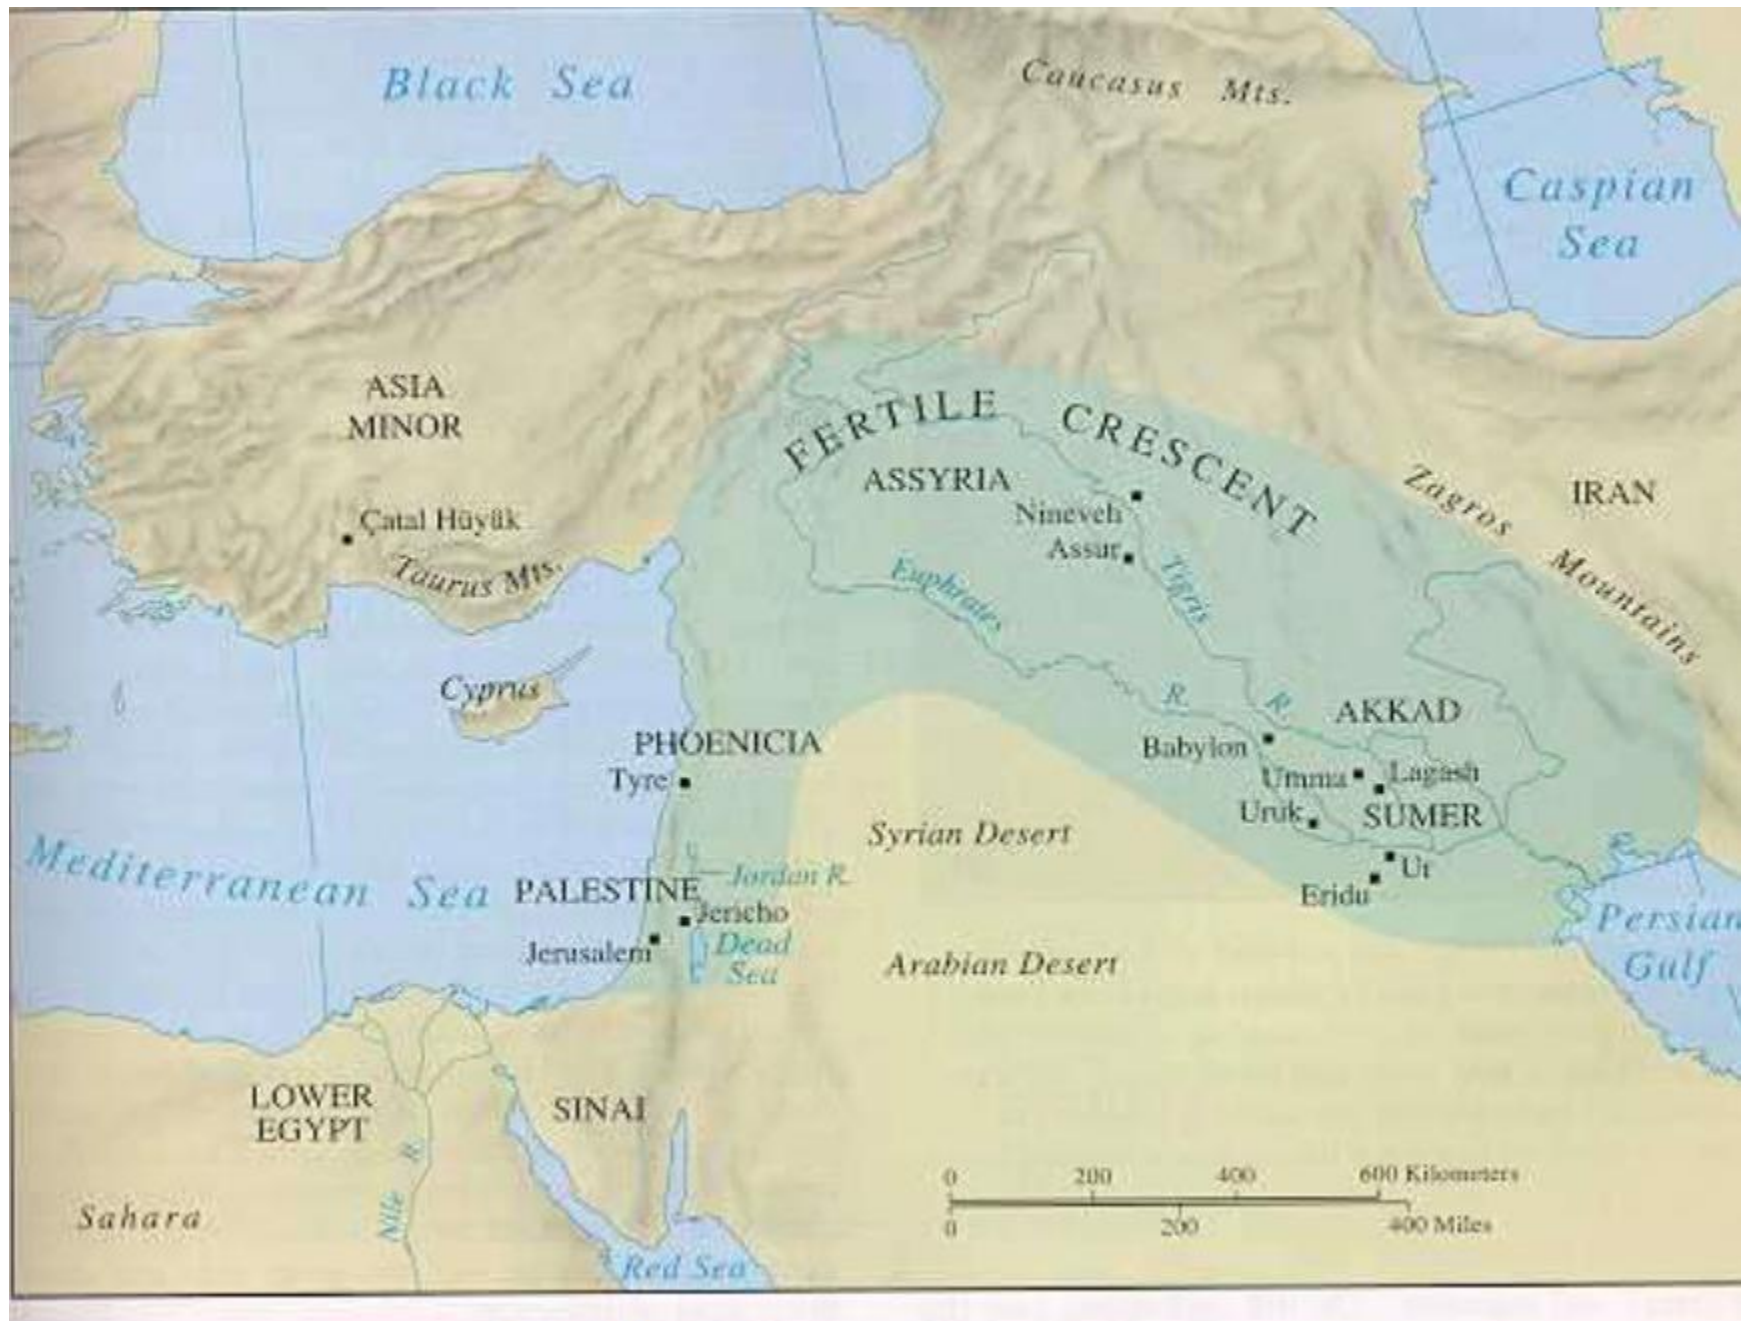 Black Sea
Caucasus Mts.
Caspian
Sea
ASIA
MINOR
FERTILE CRESCENT
ASSYRIA
Zagros Mountains
IRAN
Nineveh
Çatal Hüyük
Assur
Taurus Mts.
Euphrates R.
Tigris R.
Cyprus
AKKAD
PHOENICIA
Babylon
Tyre
Umma
Lagash
Uruk
SUMER
Syrian Desert
Mediterranean Sea
Ur
Jordan R.
PALESTINE
Eridu
Jericho
Persian
Gulf
Jerusalem
Dead
Sea
Arabian Desert
LOWER
EGYPT
SINAI
Nile R.
Sahara
0 200 400 600 Kilometers
0 200 400 Miles
Red Sea